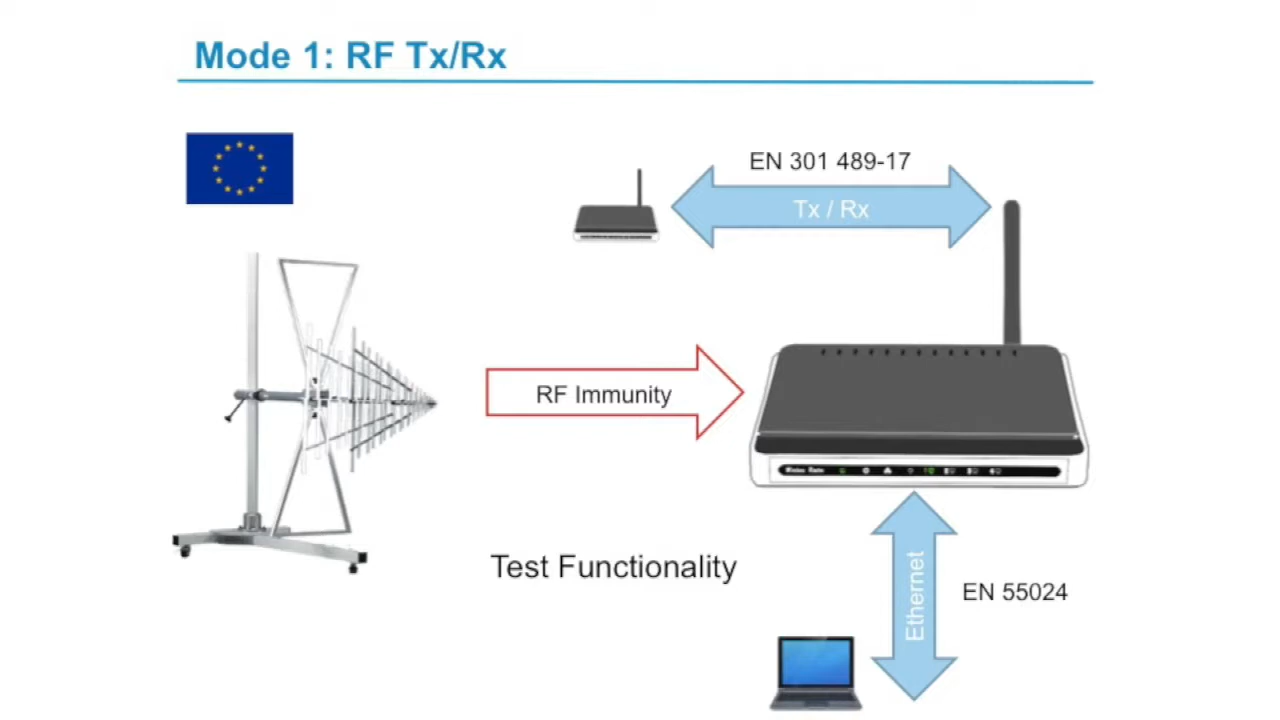 Mode 1: RF Tx/Rx
EN 301 489-17
Tx / Rx
RF Immunity
Test Functionality
Ethernet
EN 55024